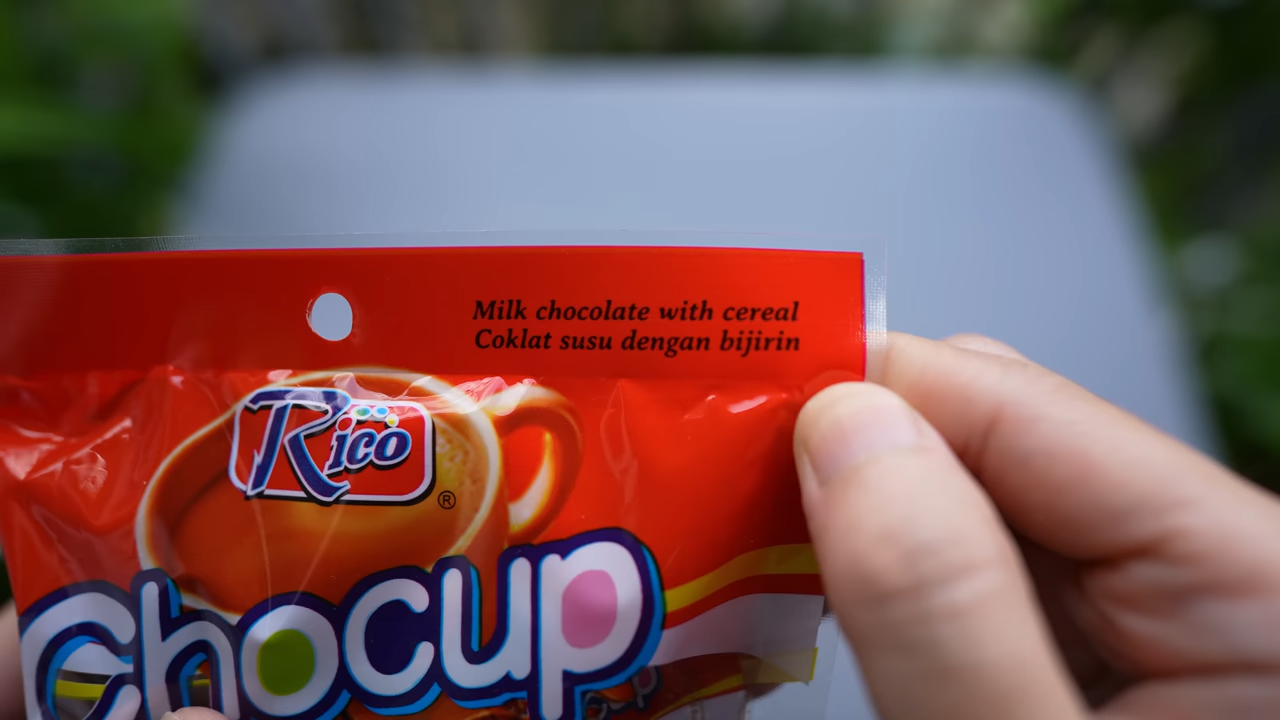 Milk chocolate with cereal
Coklat susu dengan bijirin
Rico
®
Chocup